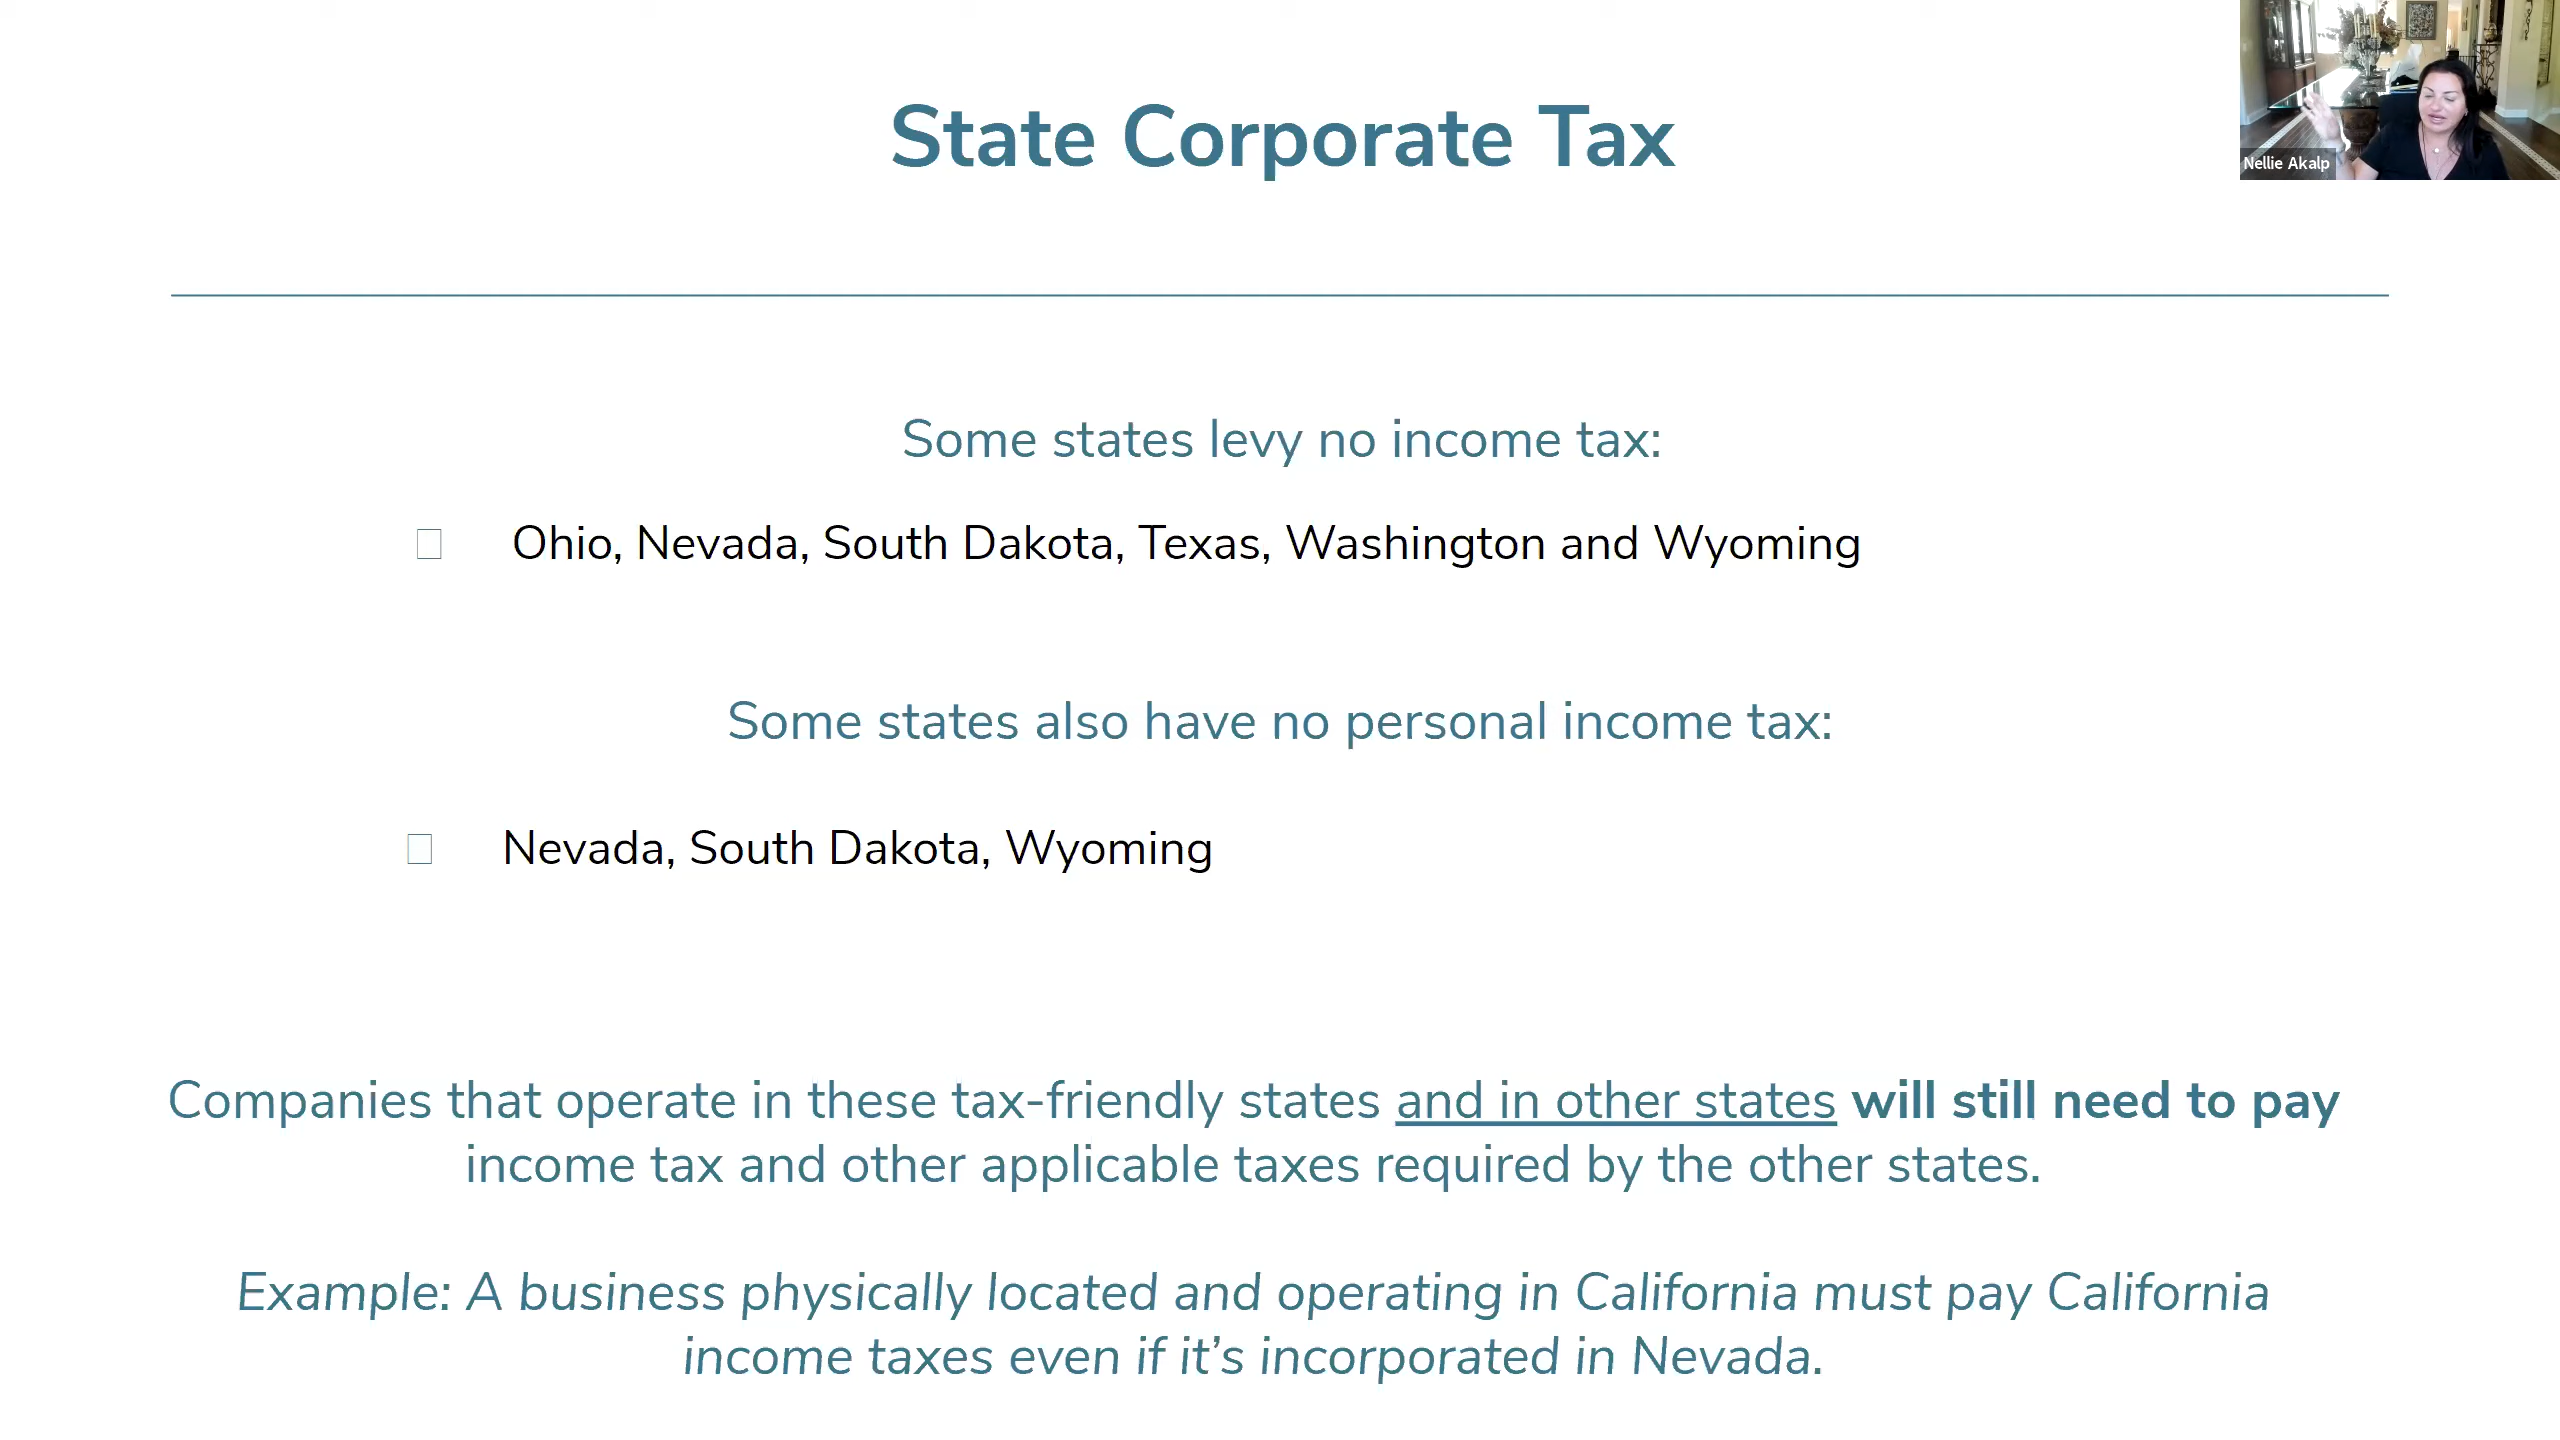 State Corporate Tax
Nellie Akalp
Some states levy no income tax:
Ohio, Nevada, South Dakota, Texas, Washington and Wyoming
Some states also have no personal income tax:
Nevada, South Dakota, Wyoming
Companies that operate in these tax-friendly states and in other states will still need to pay
income tax and other applicable taxes required by the other states.
Example: A business physically located and operating in California must pay California
income taxes even if it’s incorporated in Nevada.